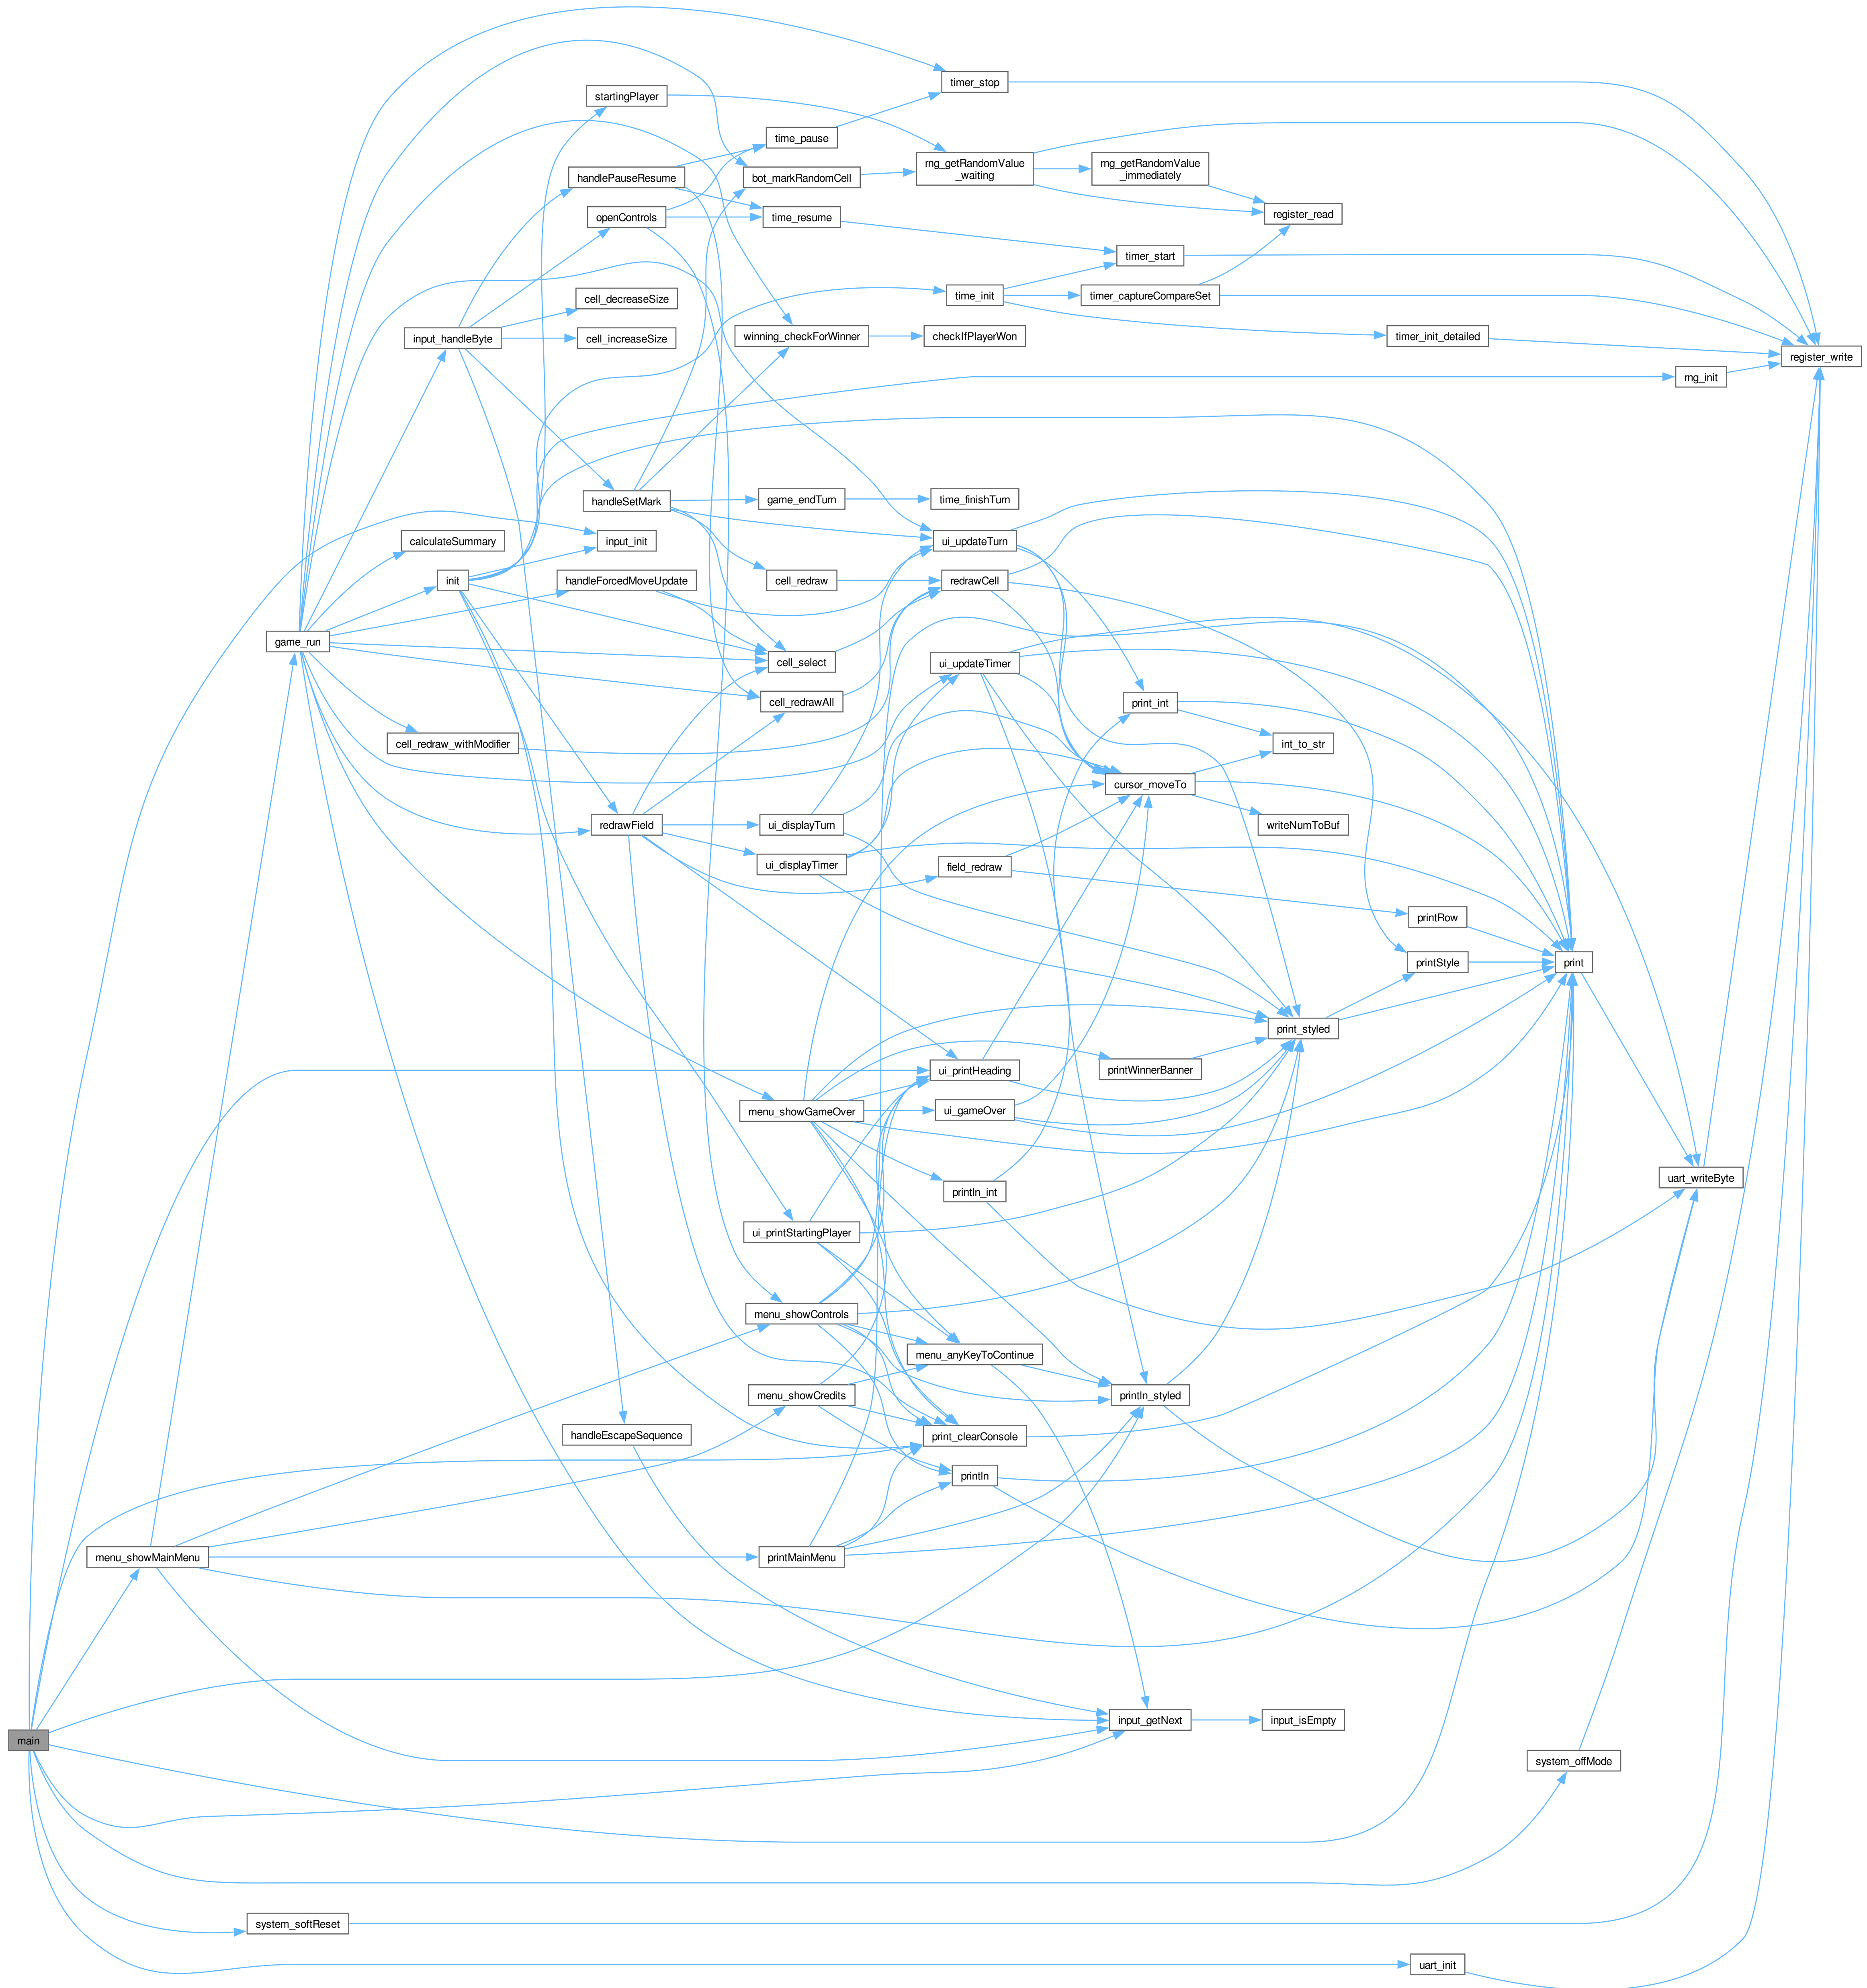 timer_stop
startingPlayer
time_pause
rng_getRandomValue
_waiting
rng_getRandomValue
_immediately
handlePauseResume
bot_markRandomCell
openControls
time_resume
register_read
timer_start
cell_decreaseSize
time_init
timer_captureCompareSet
input_handleByte
cell_increaseSize
winning_checkForWinner
checkIfPlayerWon
timer_init_detailed
register_write
rng_init
handleSetMark
game_endTurn
time_finishTurn
calculateSummary
input_init
ui_updateTurn
init
handleForcedMoveUpdate
cell_redraw
redrawCell
game_run
cell_select
ui_updateTimer
cell_redrawAll
print_int
cell_redraw_withModifier
int_to_str
cursor_moveTo
redrawField
ui_displayTurn
writeNumToBuf
ui_displayTimer
field_redraw
printRow
printStyle
print
print_styled
ui_printHeading
printWinnerBanner
menu_showGameOver
ui_gameOver
uart_writeByte
println_int
ui_printStartingPlayer
menu_showControls
menu_anyKeyToContinue
menu_showCredits
println_styled
handleEscapeSequence
print_clearConsole
println
menu_showMainMenu
printMainMenu
input_getNext
input_isEmpty
main
system_offMode
system_softReset
uart_init